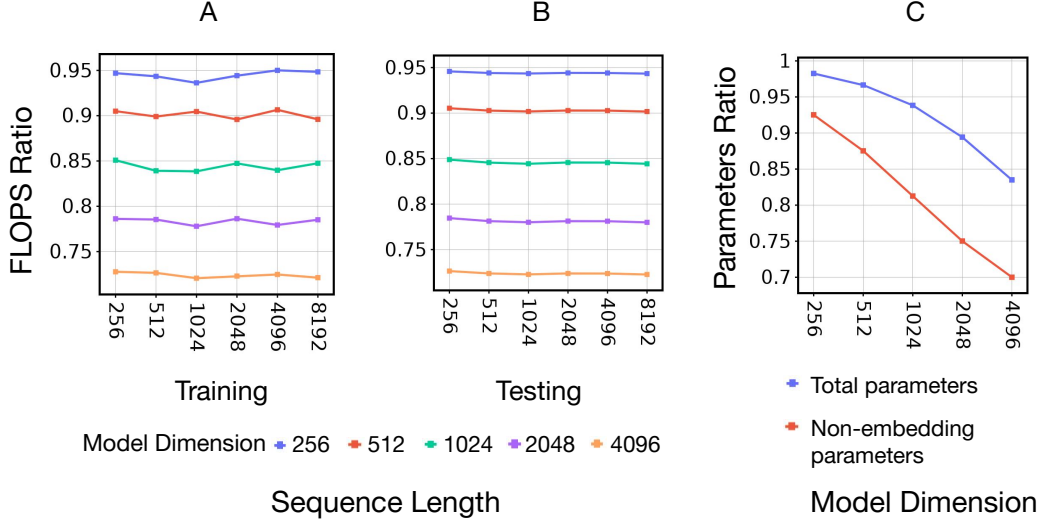 A
B
C
FLOPS Ratio
0.95
0.9
0.85
0.8
0.75
256
512
1024
2048
4096
8192
Training
0.95
0.9
0.85
0.8
0.75
256
512
1024
2048
4096
8192
Testing
Model Dimension 256 512 1024 2048 4096
Sequence Length
Parameters Ratio
1
0.95
0.9
0.85
0.8
0.75
0.7
256
512
1024
2048
4096
Total parameters
Non-embedding
parameters
Model Dimension